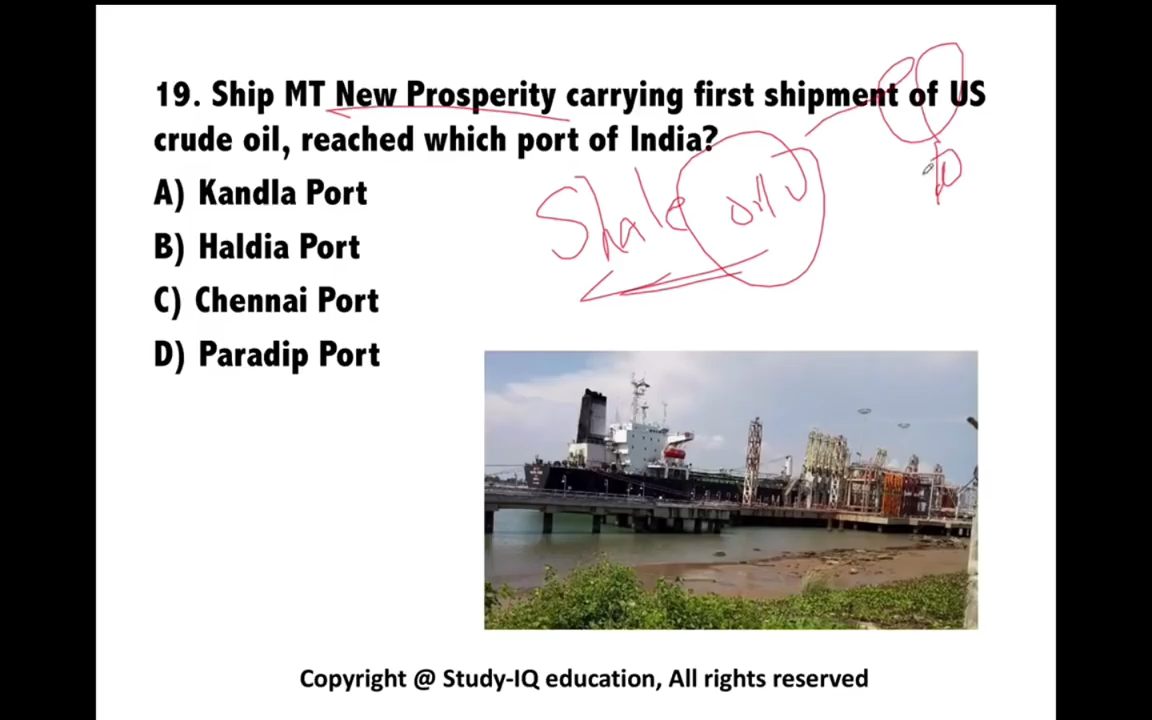 19. Ship MT New Prosperity carrying first shipment of US
crude oil, reached which port of India?
A) Kandla Port
Shale oil
B) Haldia Port
C) Chennai Port
D) Paradip Port
Copyright @ Study-IQ education, All rights reserved